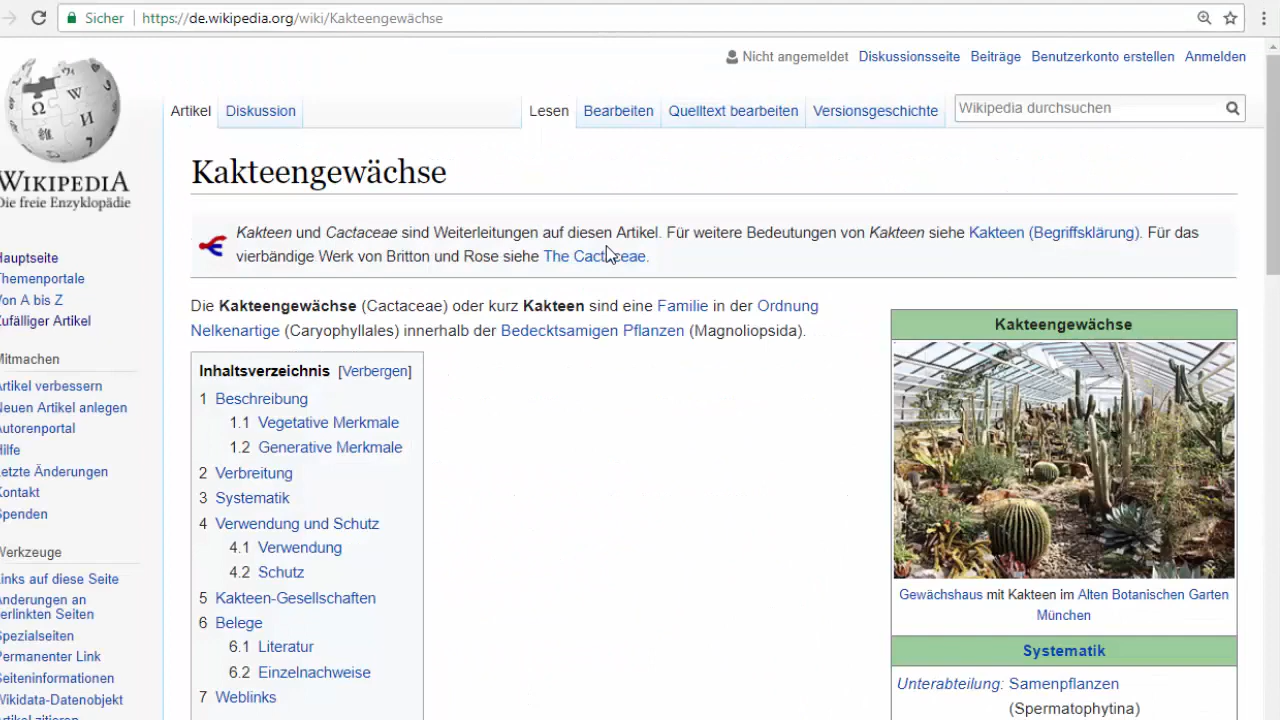 Sicher https://de.wikipedia.org/wiki/Kakteengewächse
Nicht angemeldet Diskussionsseite Beiträge Benutzerkonto erstellen Anmelden
Artikel Diskussion Lesen Bearbeiten Quelltext bearbeiten Versionsgeschichte Wikipedia durchsuchen
WIKIPEDIA
Die freie Enzyklopädie
Hauptseite
Themenportale
Von A bis Z
Zufälliger Artikel
Mitmachen
Artikel verbessern
Neuen Artikel anlegen
Autorenportal
Hilfe
Letzte Änderungen
Kontakt
Spenden
Werkzeuge
Links auf diese Seite
Änderungen an
verlinkten Seiten
Spezialseiten
Permanenter Link
Seiteninformationen
Wikidata-Datenobjekt
Artikel zitieren
Kakteengewächse
Kakteen und Cactaceae sind Weiterleitungen auf diesen Artikel. Für weitere Bedeutungen von Kakteen siehe Kakteen (Begriffsklärung). Für das
vierbändige Werk von Britton und Rose siehe The Cactaceae.
Die Kakteengewächse (Cactaceae) oder kurz Kakteen sind eine Familie in der Ordnung
Nelkenartige (Caryophyllales) innerhalb der Bedecktsamigen Pflanzen (Magnoliopsida).
Inhaltsverzeichnis [Verbergen]
1 Beschreibung
1.1 Vegetative Merkmale
1.2 Generative Merkmale
2 Verbreitung
3 Systematik
4 Verwendung und Schutz
4.1 Verwendung
4.2 Schutz
5 Kakteen-Gesellschaften
6 Belege
6.1 Literatur
6.2 Einzelnachweise
7 Weblinks
Kakteengewächse
Gewächshaus mit Kakteen im Alten Botanischen Garten
München
Systematik
Unterabteilung: Samenpflanzen
(Spermatophytina)